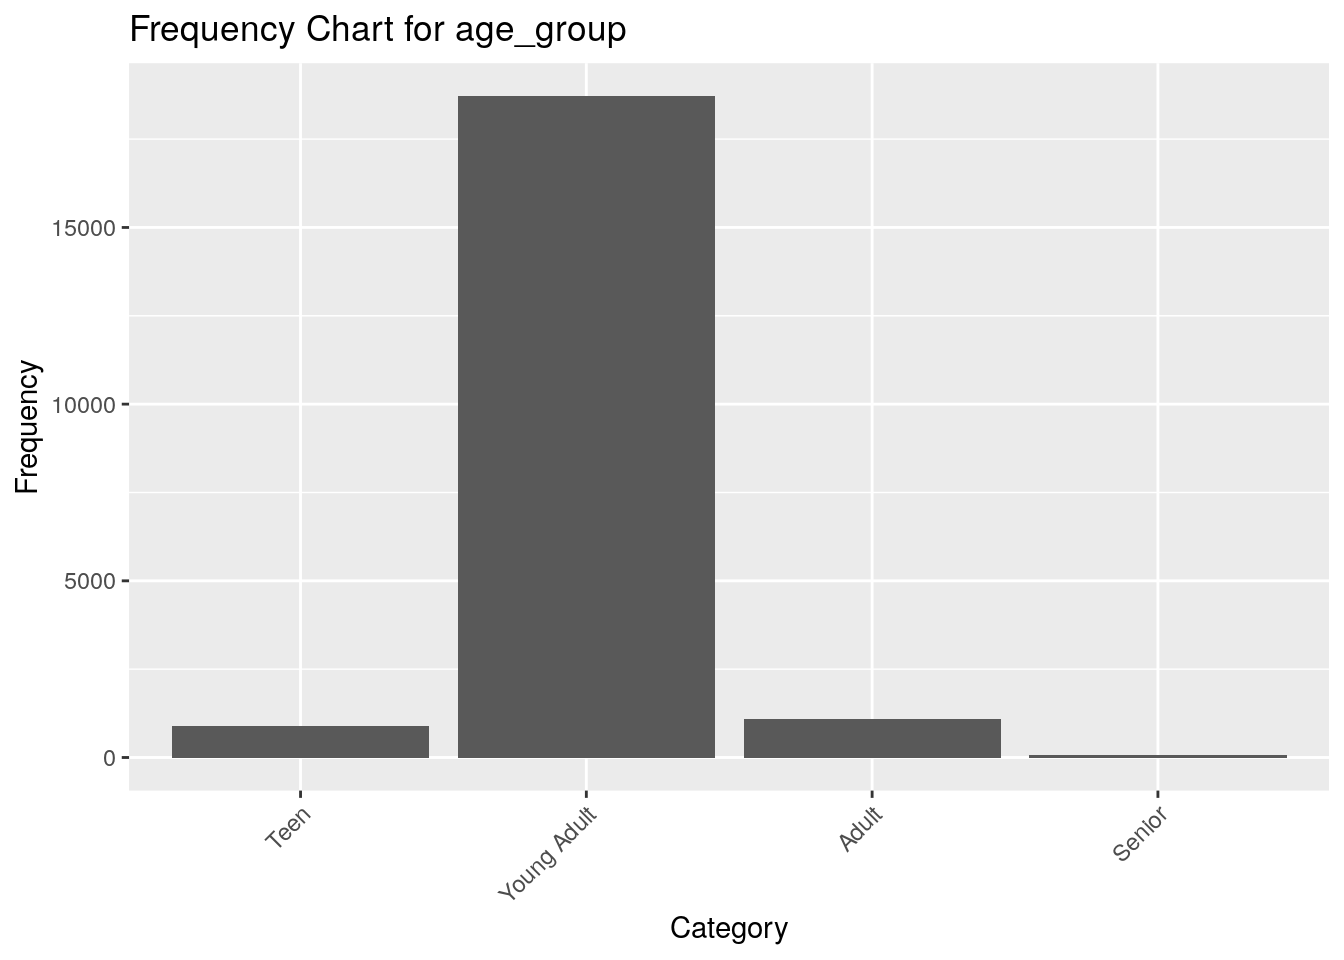 Frequency Chart for age_group
Frequency
15000
10000
5000
0
Teen
Young Adult
Adult
Senior
Category